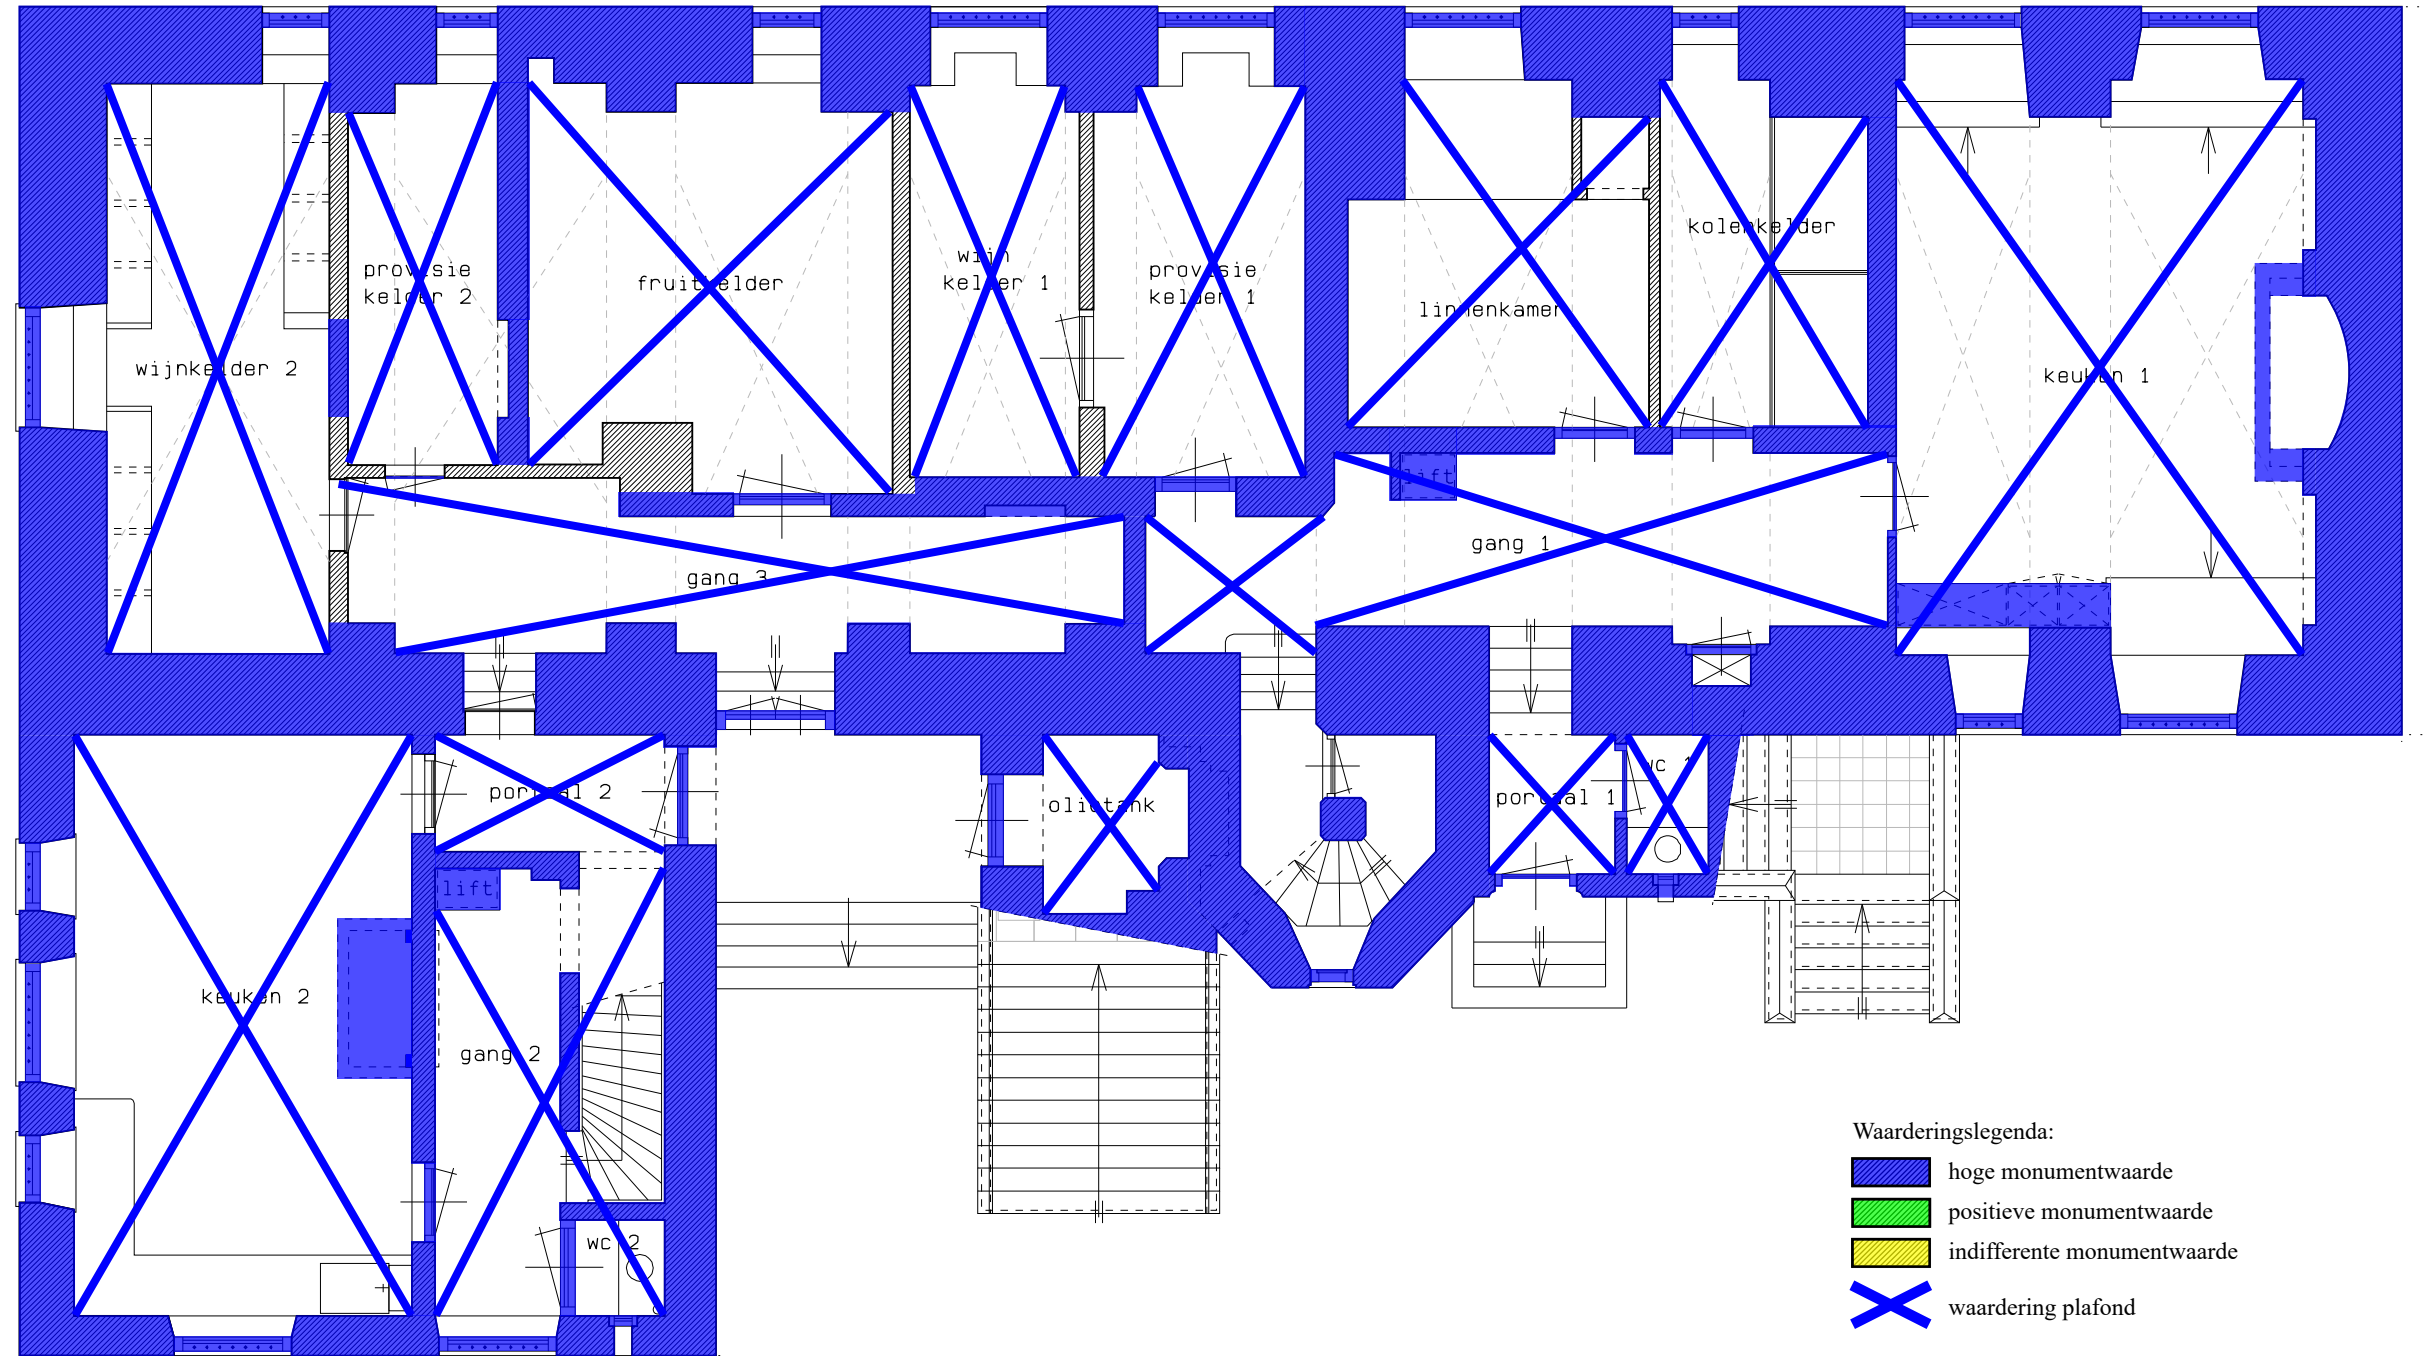 provisie
kelder 2
fruitkelder
wijn
kelder 1
provisie
kelder 1
linnenkamer
kolenkelder
wijnkelder 2
keuken 1
lift
gang 1
gang 3
portaal 2
olietank
portaal 1
wc 1
lift
keuken 2
gang 2
wc 2
Waarderingslegenda:
hoge monumentwaarde
positieve monumentwaarde
indifferente monumentwaarde
waardering plafond